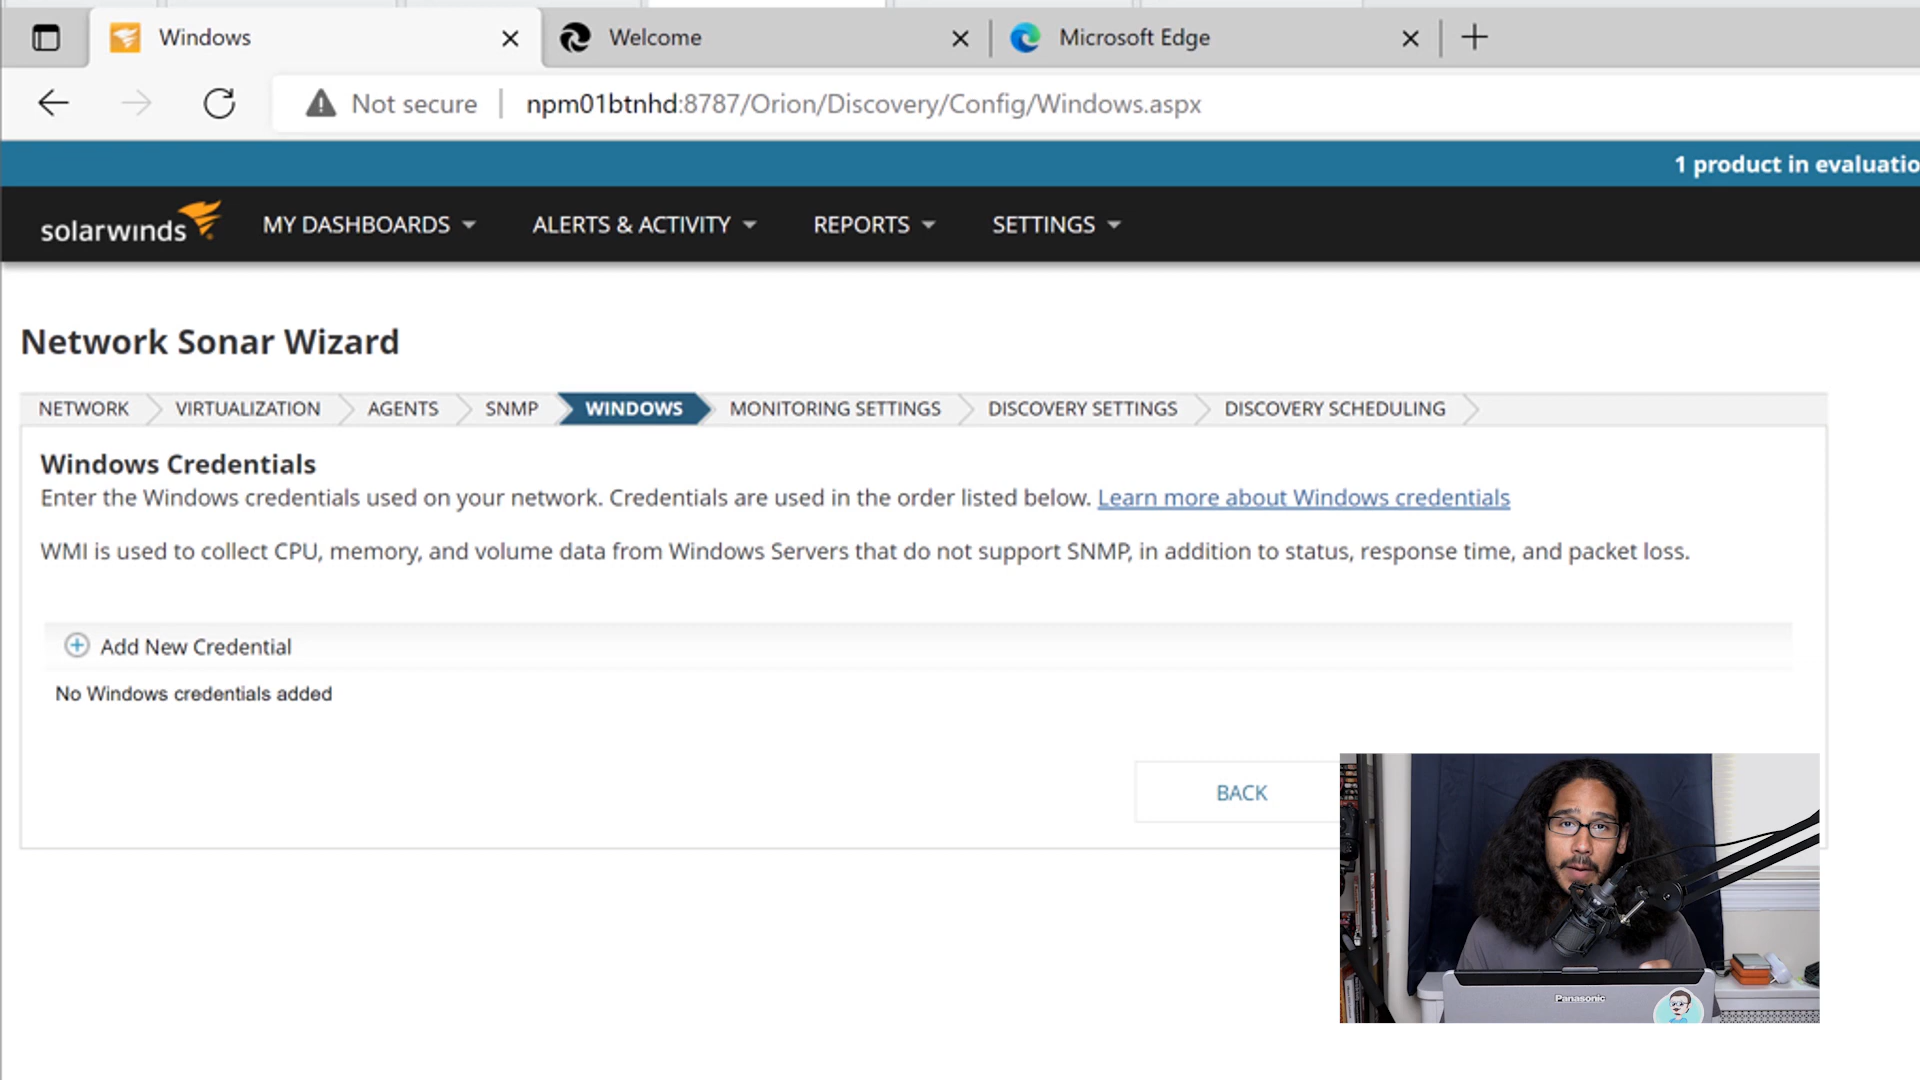 Windows
Welcome
Microsoft Edge
Not secure
npm01btnhd:8787/Orion/Discovery/Config/Windows.aspx
1 product in evaluatio
solarwinds
MY DASHBOARDS
ALERTS & ACTIVITY
REPORTS
SETTINGS
Network Sonar Wizard
NETWORK
VIRTUALIZATION
AGENTS
SNMP
WINDOWS
MONITORING SETTINGS
DISCOVERY SETTINGS
DISCOVERY SCHEDULING
Windows Credentials
Enter the Windows credentials used on your network. Credentials are used in the order listed below. Learn more about Windows credentials
WMI is used to collect CPU, memory, and volume data from Windows Servers that do not support SNMP, in addition to status, response time, and packet loss.
Add New Credential
No Windows credentials added
BACK
Panasonic